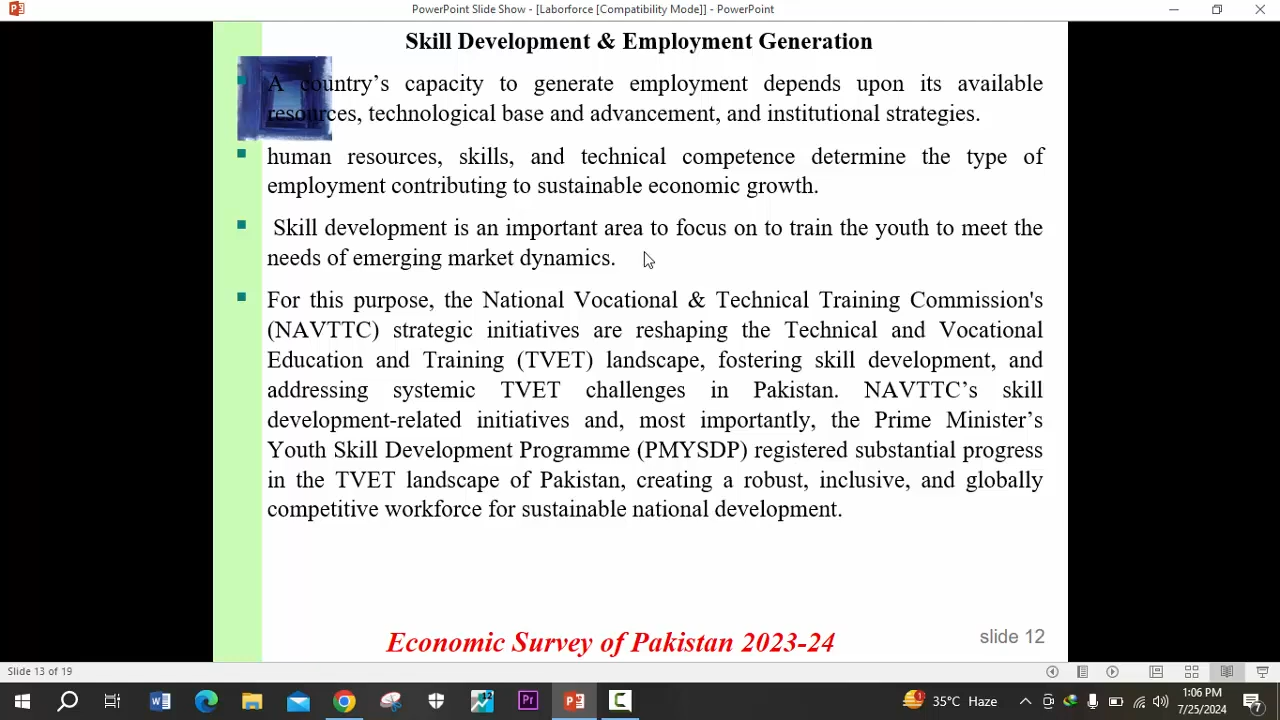 PowerPoint Slide Show - [Laborforce [Compatibility Mode]] - PowerPoint
Skill Development & Employment Generation
A country’s capacity to generate employment depends upon its available
resources, technological base and advancement, and institutional strategies.
human resources, skills, and technical competence determine the type of
employment contributing to sustainable economic growth.
Skill development is an important area to focus on to train the youth to meet the
needs of emerging market dynamics.
For this purpose, the National Vocational & Technical Training Commission's
(NAVTTC) strategic initiatives are reshaping the Technical and Vocational
Education and Training (TVET) landscape, fostering skill development, and
addressing systemic TVET challenges in Pakistan. NAVTTC’s skill
development-related initiatives and, most importantly, the Prime Minister’s
Youth Skill Development Programme (PMYSDP) registered substantial progress
in the TVET landscape of Pakistan, creating a robust, inclusive, and globally
competitive workforce for sustainable national development.
Economic Survey of Pakistan 2023-24
slide 12
Slide 13 of 19
35°C Haze
1:06 PM
7/25/2024